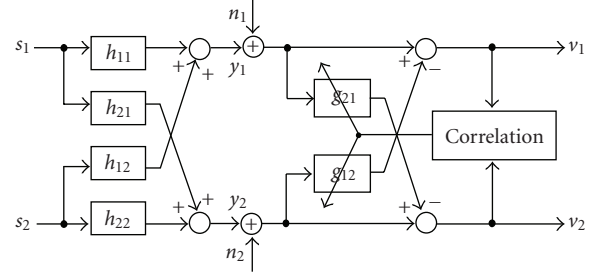 n₁
s₁ h₁₁ + + y₁ + + − v₁
h₂₁ g₂₁
Correlation
h₁₂ g₁₂
s₂ h₂₂ + + y₂ + + − v₂
n₂